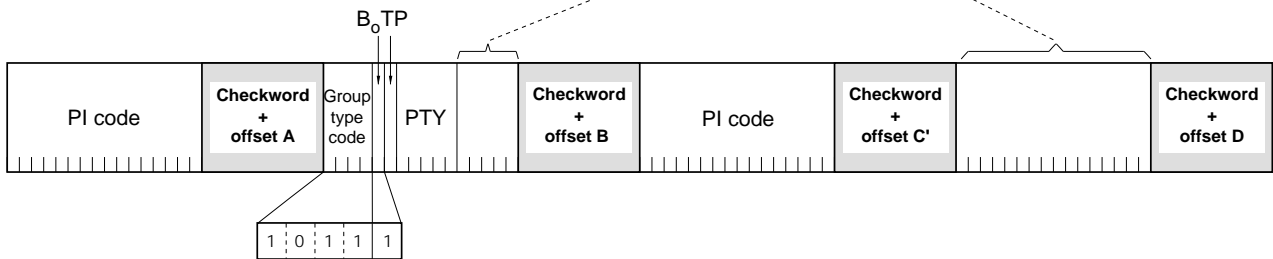 B₀TP
PI code
Checkword
+
offset A
Group
type
code
PTY
Checkword
+
offset B
PI code
Checkword
+
offset C'
Checkword
+
offset D
1 0 1 1 1